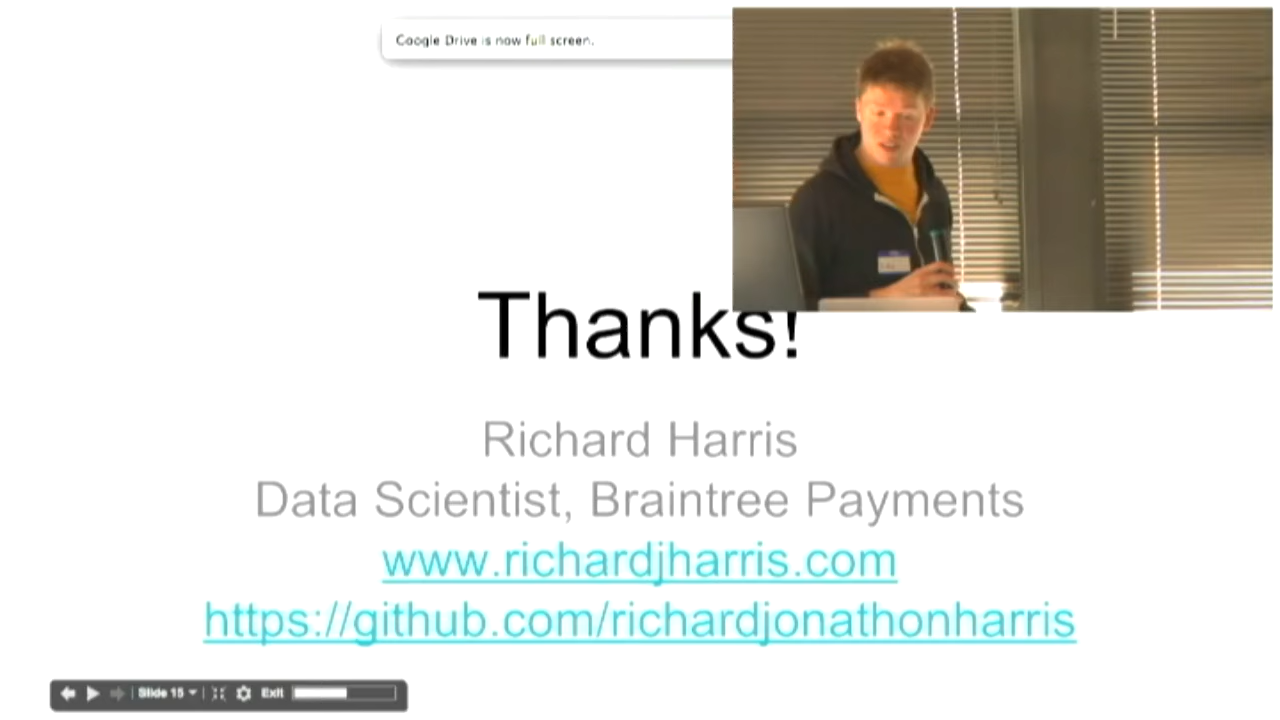 Google Drive is now full screen.
Thanks!
Richard Harris
Data Scientist, Braintree Payments
www.richardjharris.com
https://github.com/richardjonathonharris
Slide 15
Exit